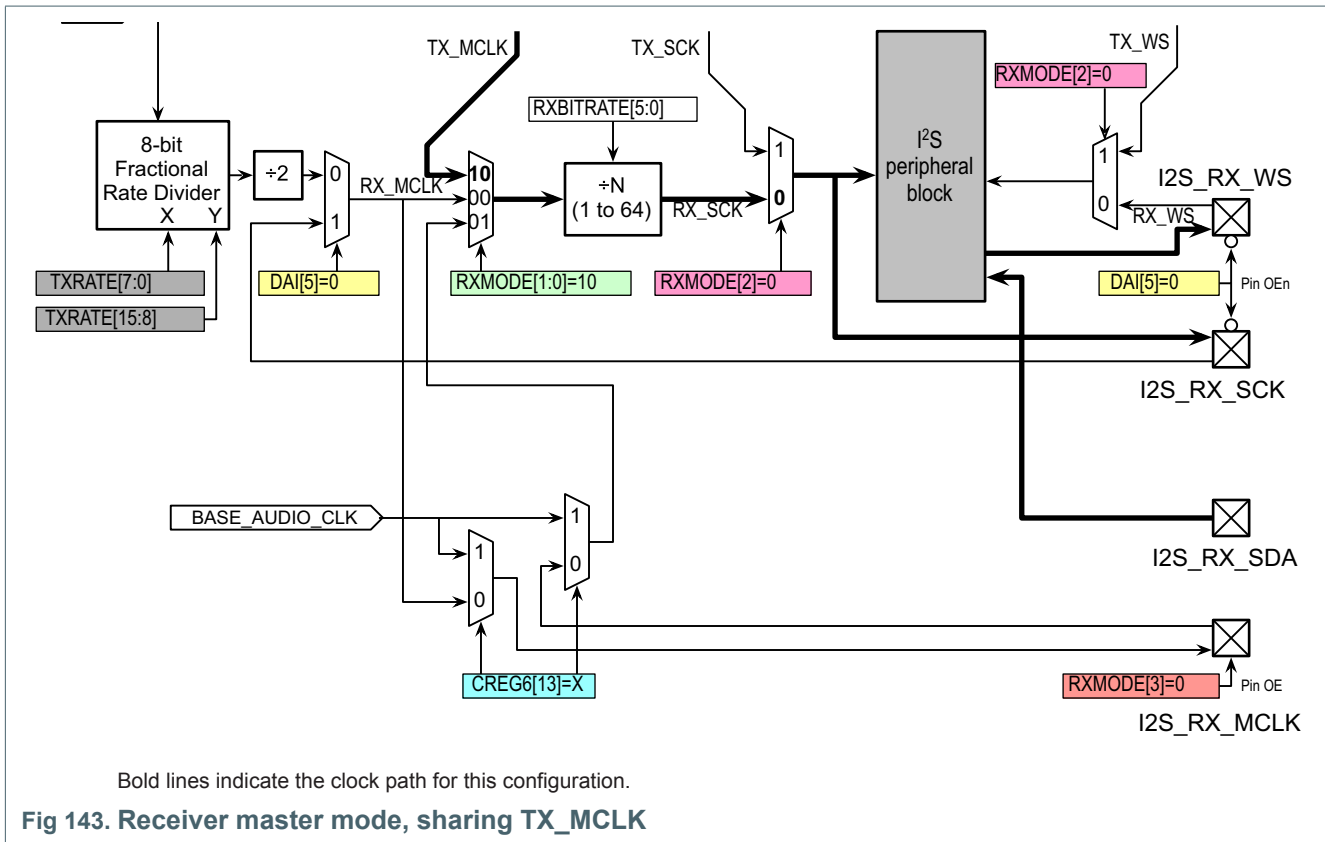 TX_MCLK
TX_SCK
TX_WS
RXMODE[2]=0
RXBITRATE[5:0]
8-bit
Fractional
Rate Divider
X Y
÷2
0
1
RX_MCLK
10
00
01
÷N
(1 to 64)
RX_SCK
1
0
I²S
peripheral
block
1
0
I2S_RX_WS
RX_WS
TXRATE[7:0]
DAI[5]=0
RXMODE[1:0]=10
RXMODE[2]=0
DAI[5]=0
Pin OEn
TXRATE[15:8]
I2S_RX_SCK
BASE_AUDIO_CLK
1
0
1
0
I2S_RX_SDA
CREG6[13]=X
RXMODE[3]=0
Pin OE
I2S_RX_MCLK
Bold lines indicate the clock path for this configuration.
Fig 143. Receiver master mode, sharing TX_MCLK